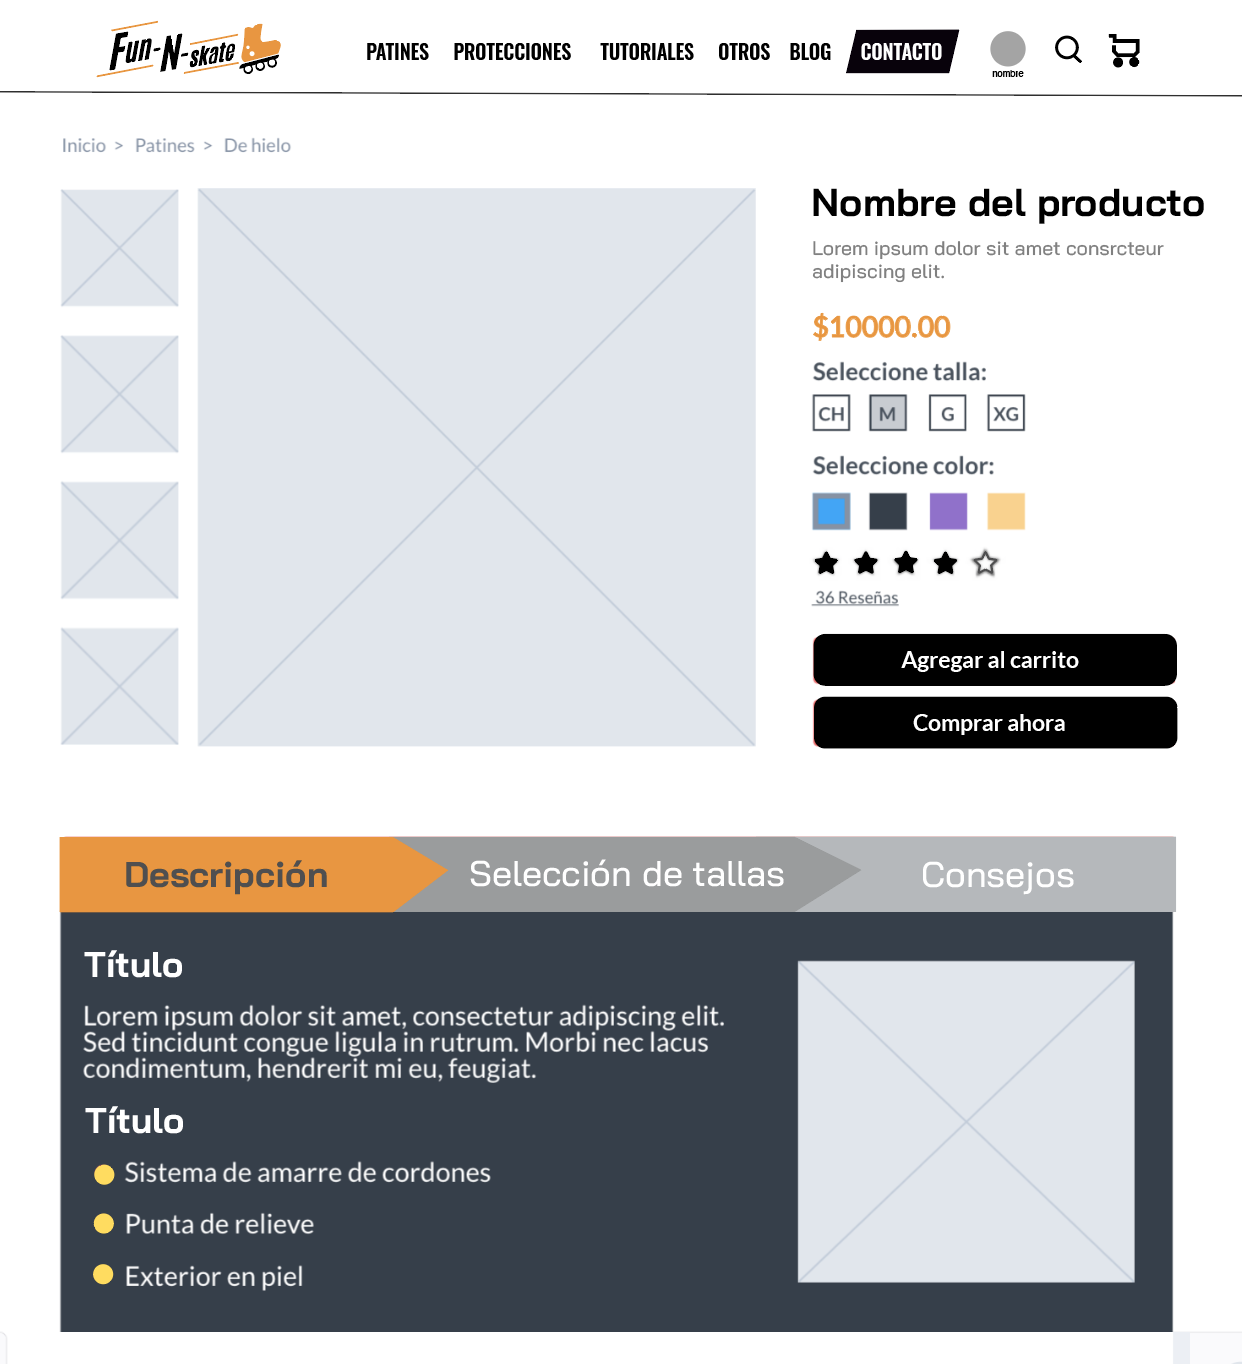 Fun-N-skate
PATINES PROTECCIONES TUTORIALES OTROS BLOG CONTACTO
nombre
Inicio > Patines > De hielo
Nombre del producto
Lorem ipsum dolor sit amet consrcteur
adipiscing elit.
$10000.00
Seleccione talla:
CH M G XG
Seleccione color:
36 Reseñas
Agregar al carrito
Comprar ahora
Descripción Selección de tallas Consejos
Título
Lorem ipsum dolor sit amet, consectetur adipiscing elit.
Sed tincidunt congue ligula in rutrum. Morbi nec lacus
condimentum, hendrerit mi eu, feugiat.
Título
Sistema de amarre de cordones
Punta de relieve
Exterior en piel